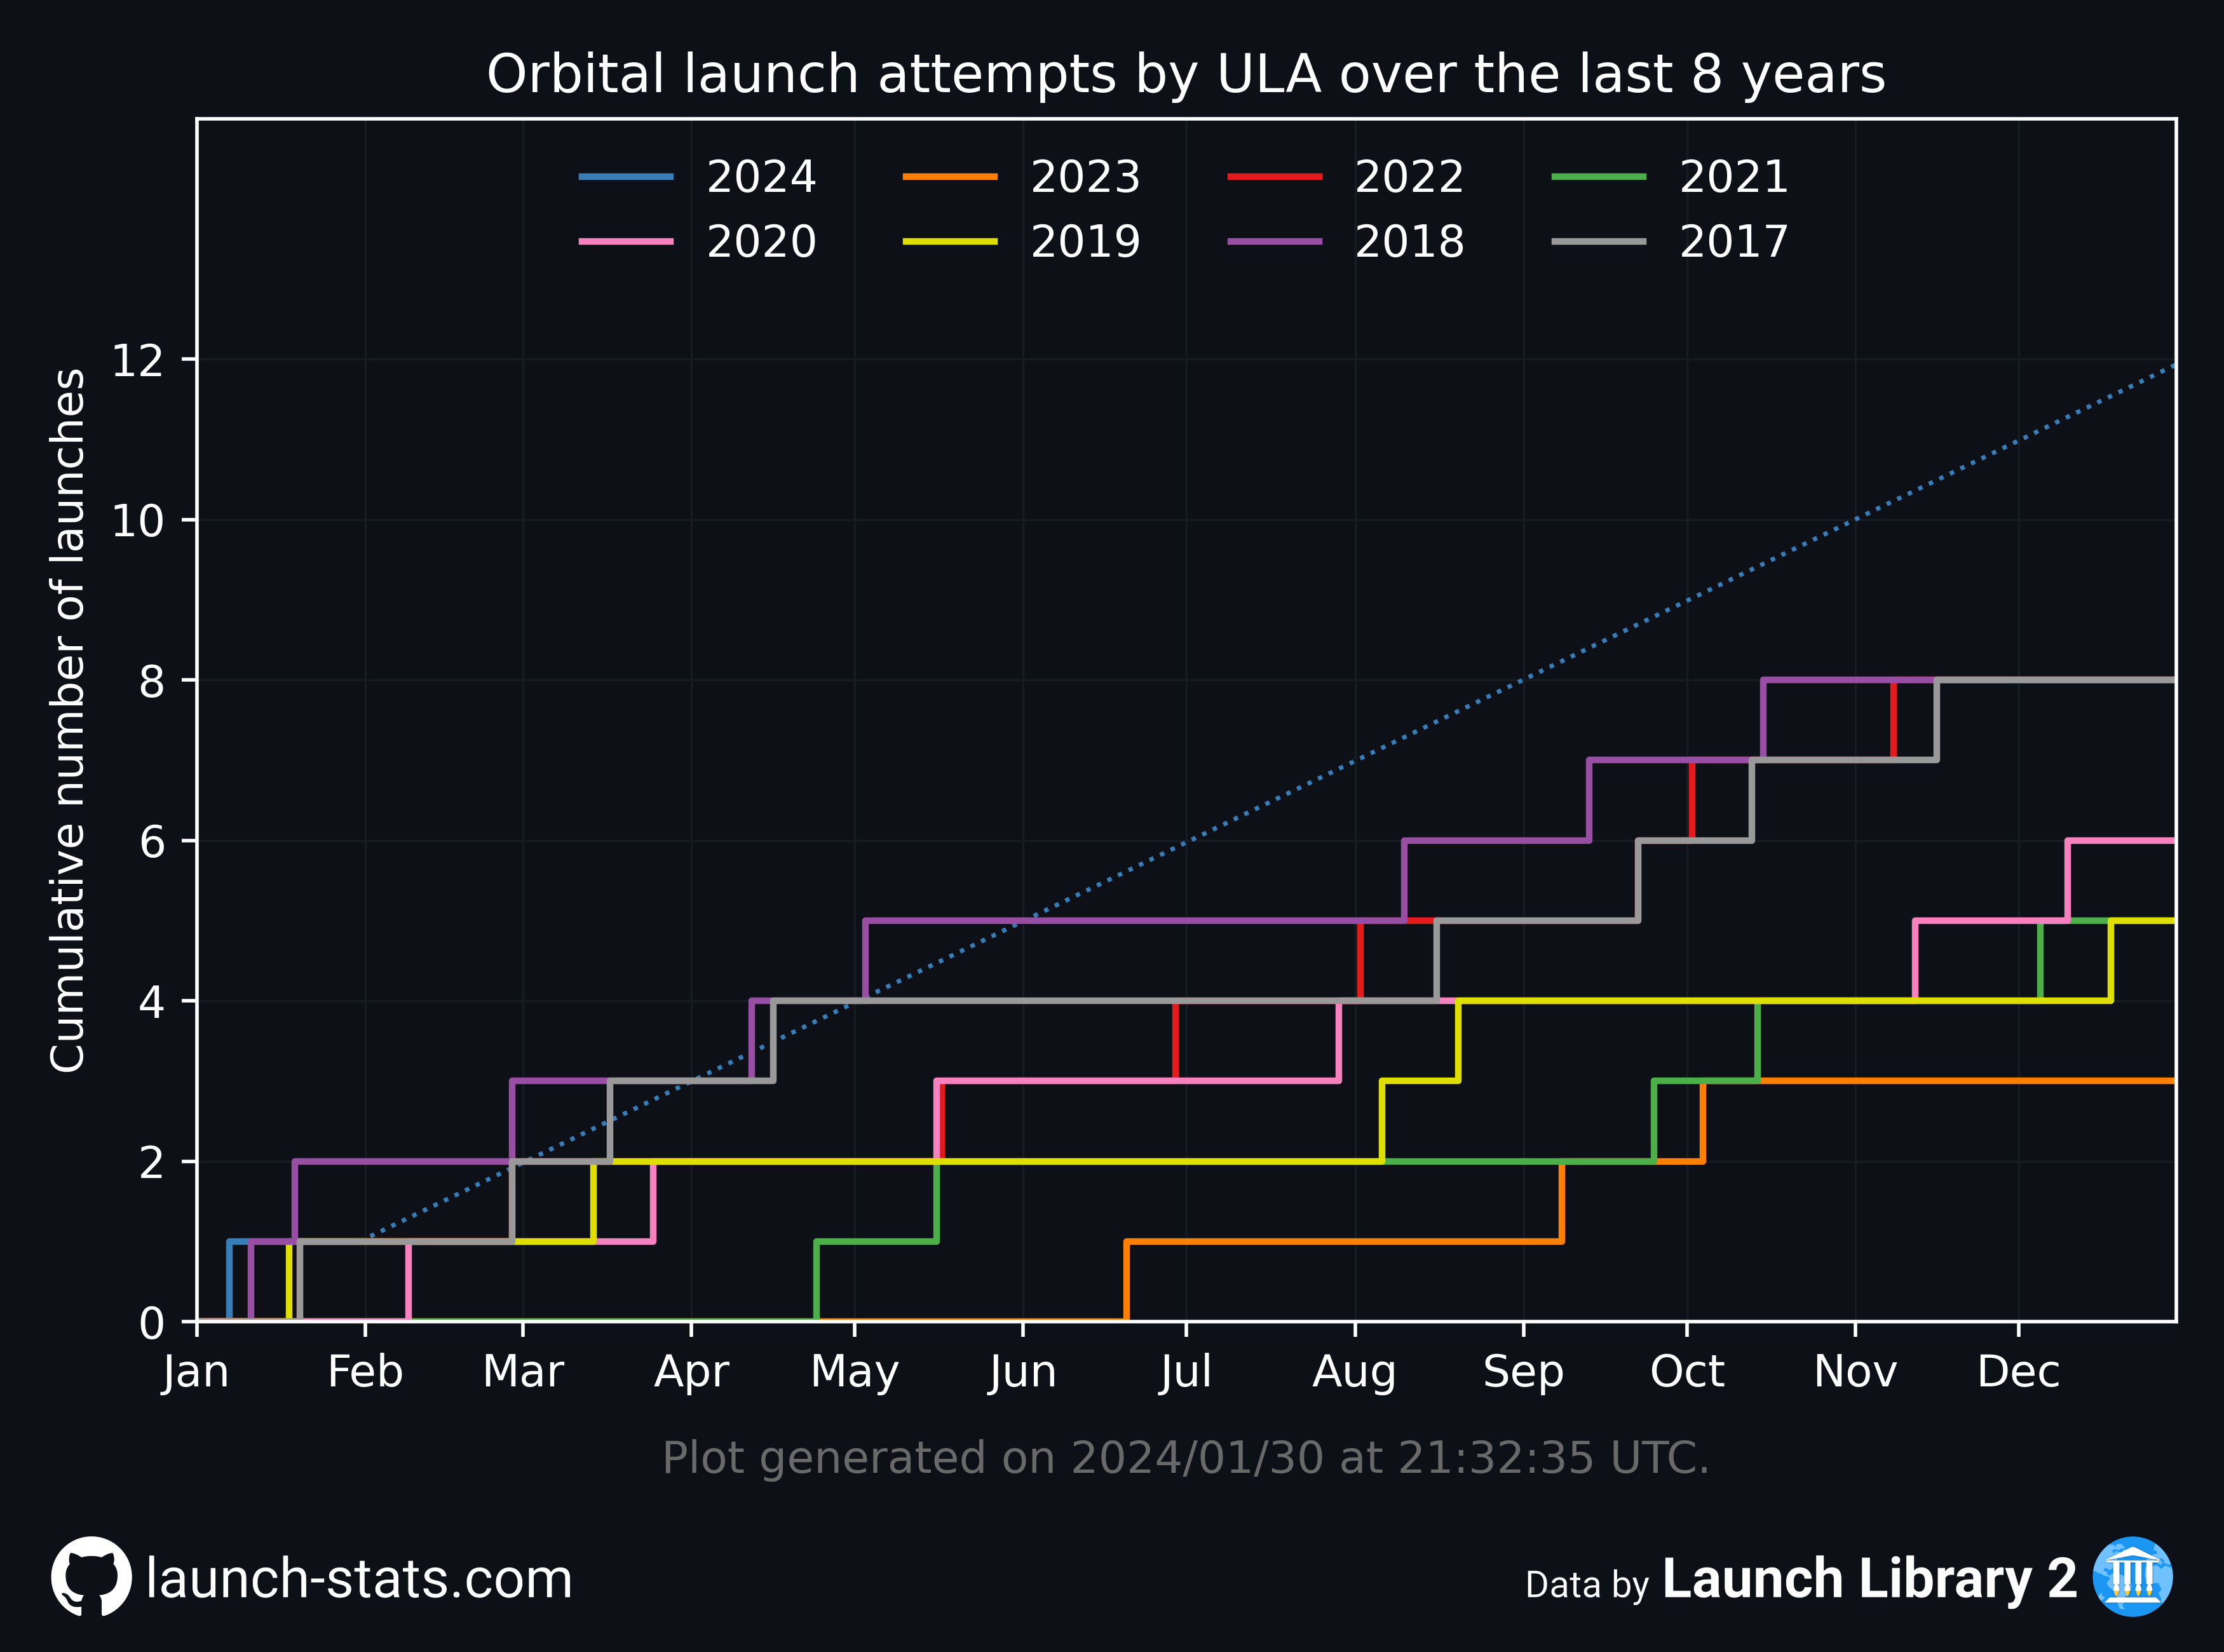 Orbital launch attempts by ULA over the last 8 years
2024 2023 2022 2021
2020 2019 2018 2017
Cumulative number of launches
12
10
8
6
4
2
0
Jan Feb Mar Apr May Jun Jul Aug Sep Oct Nov Dec
Plot generated on 2024/01/30 at 21:32:35 UTC.
launch-stats.com
Data by Launch Library 2